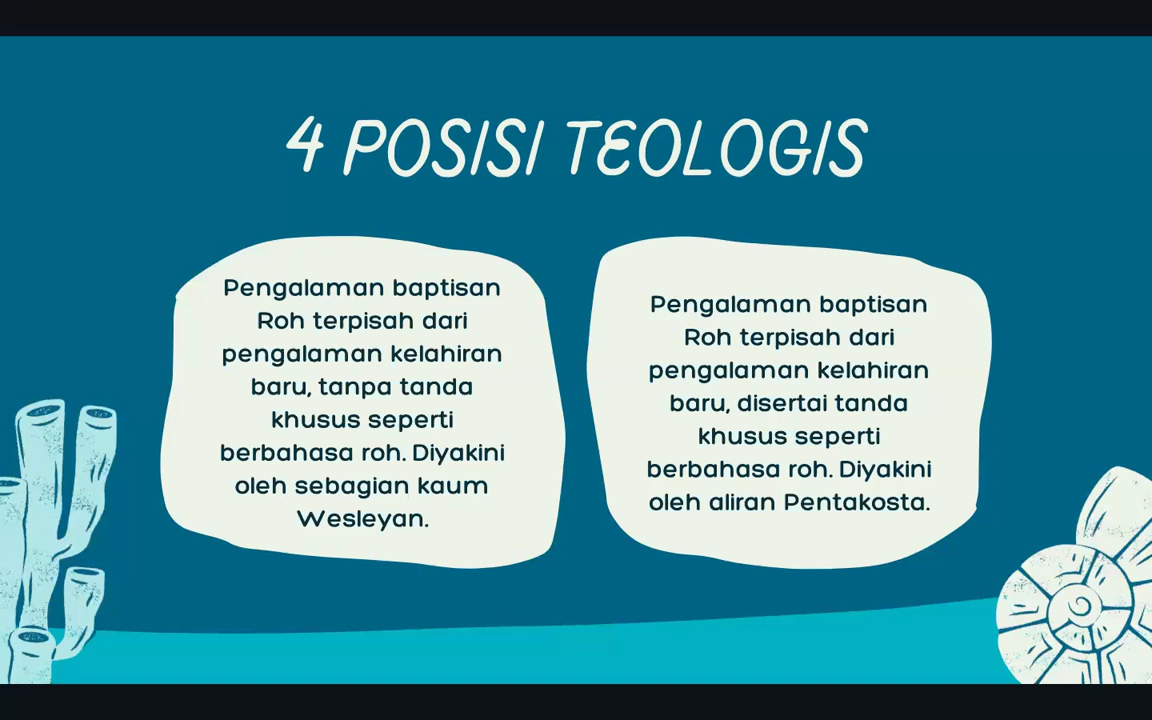 4 POSISI TEOLOGIS
Pengalaman baptisan
Roh terpisah dari
pengalaman kelahiran
baru, tanpa tanda
khusus seperti
berbahasa roh. Diyakini
oleh sebagian kaum
Wesleyan.
Pengalaman baptisan
Roh terpisah dari
pengalaman kelahiran
baru, disertai tanda
khusus seperti
berbahasa roh. Diyakini
oleh aliran Pentakosta.